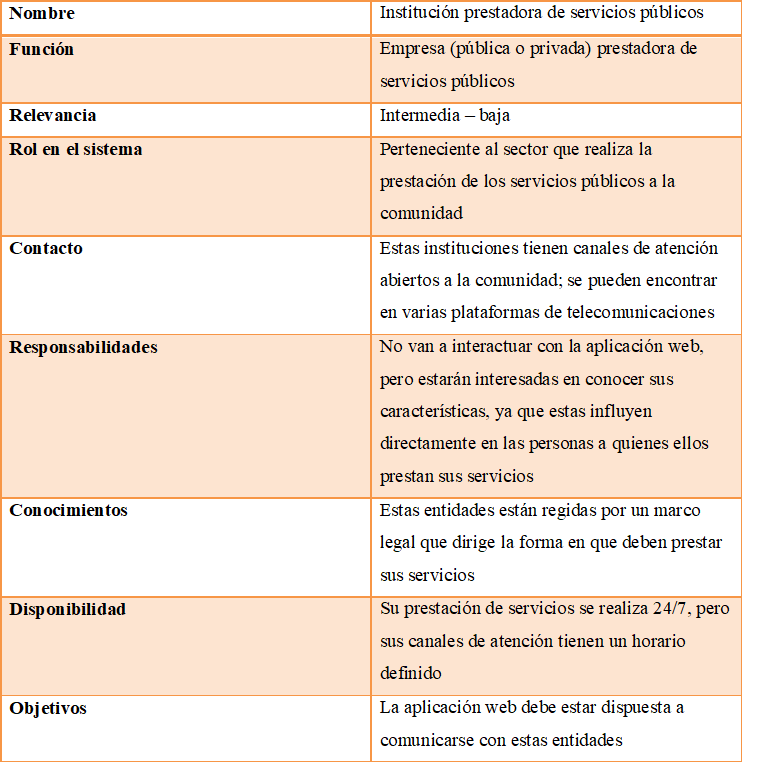 Nombre
Institución prestadora de servicios públicos
Función
Empresa (pública o privada) prestadora de
servicios públicos
Relevancia
Intermedia – baja
Rol en el sistema
Perteneciente al sector que realiza la
prestación de los servicios públicos a la
comunidad
Contacto
Estas instituciones tienen canales de atención
abiertos a la comunidad; se pueden encontrar
en varias plataformas de telecomunicaciones
Responsabilidades
No van a interactuar con la aplicación web,
pero estarán interesadas en conocer sus
características, ya que estas influyen
directamente en las personas a quienes ellos
prestan sus servicios
Conocimientos
Estas entidades están regidas por un marco
legal que dirige la forma en que deben prestar
sus servicios
Disponibilidad
Su prestación de servicios se realiza 24/7, pero
sus canales de atención tienen un horario
definido
Objetivos
La aplicación web debe estar dispuesta a
comunicarse con estas entidades